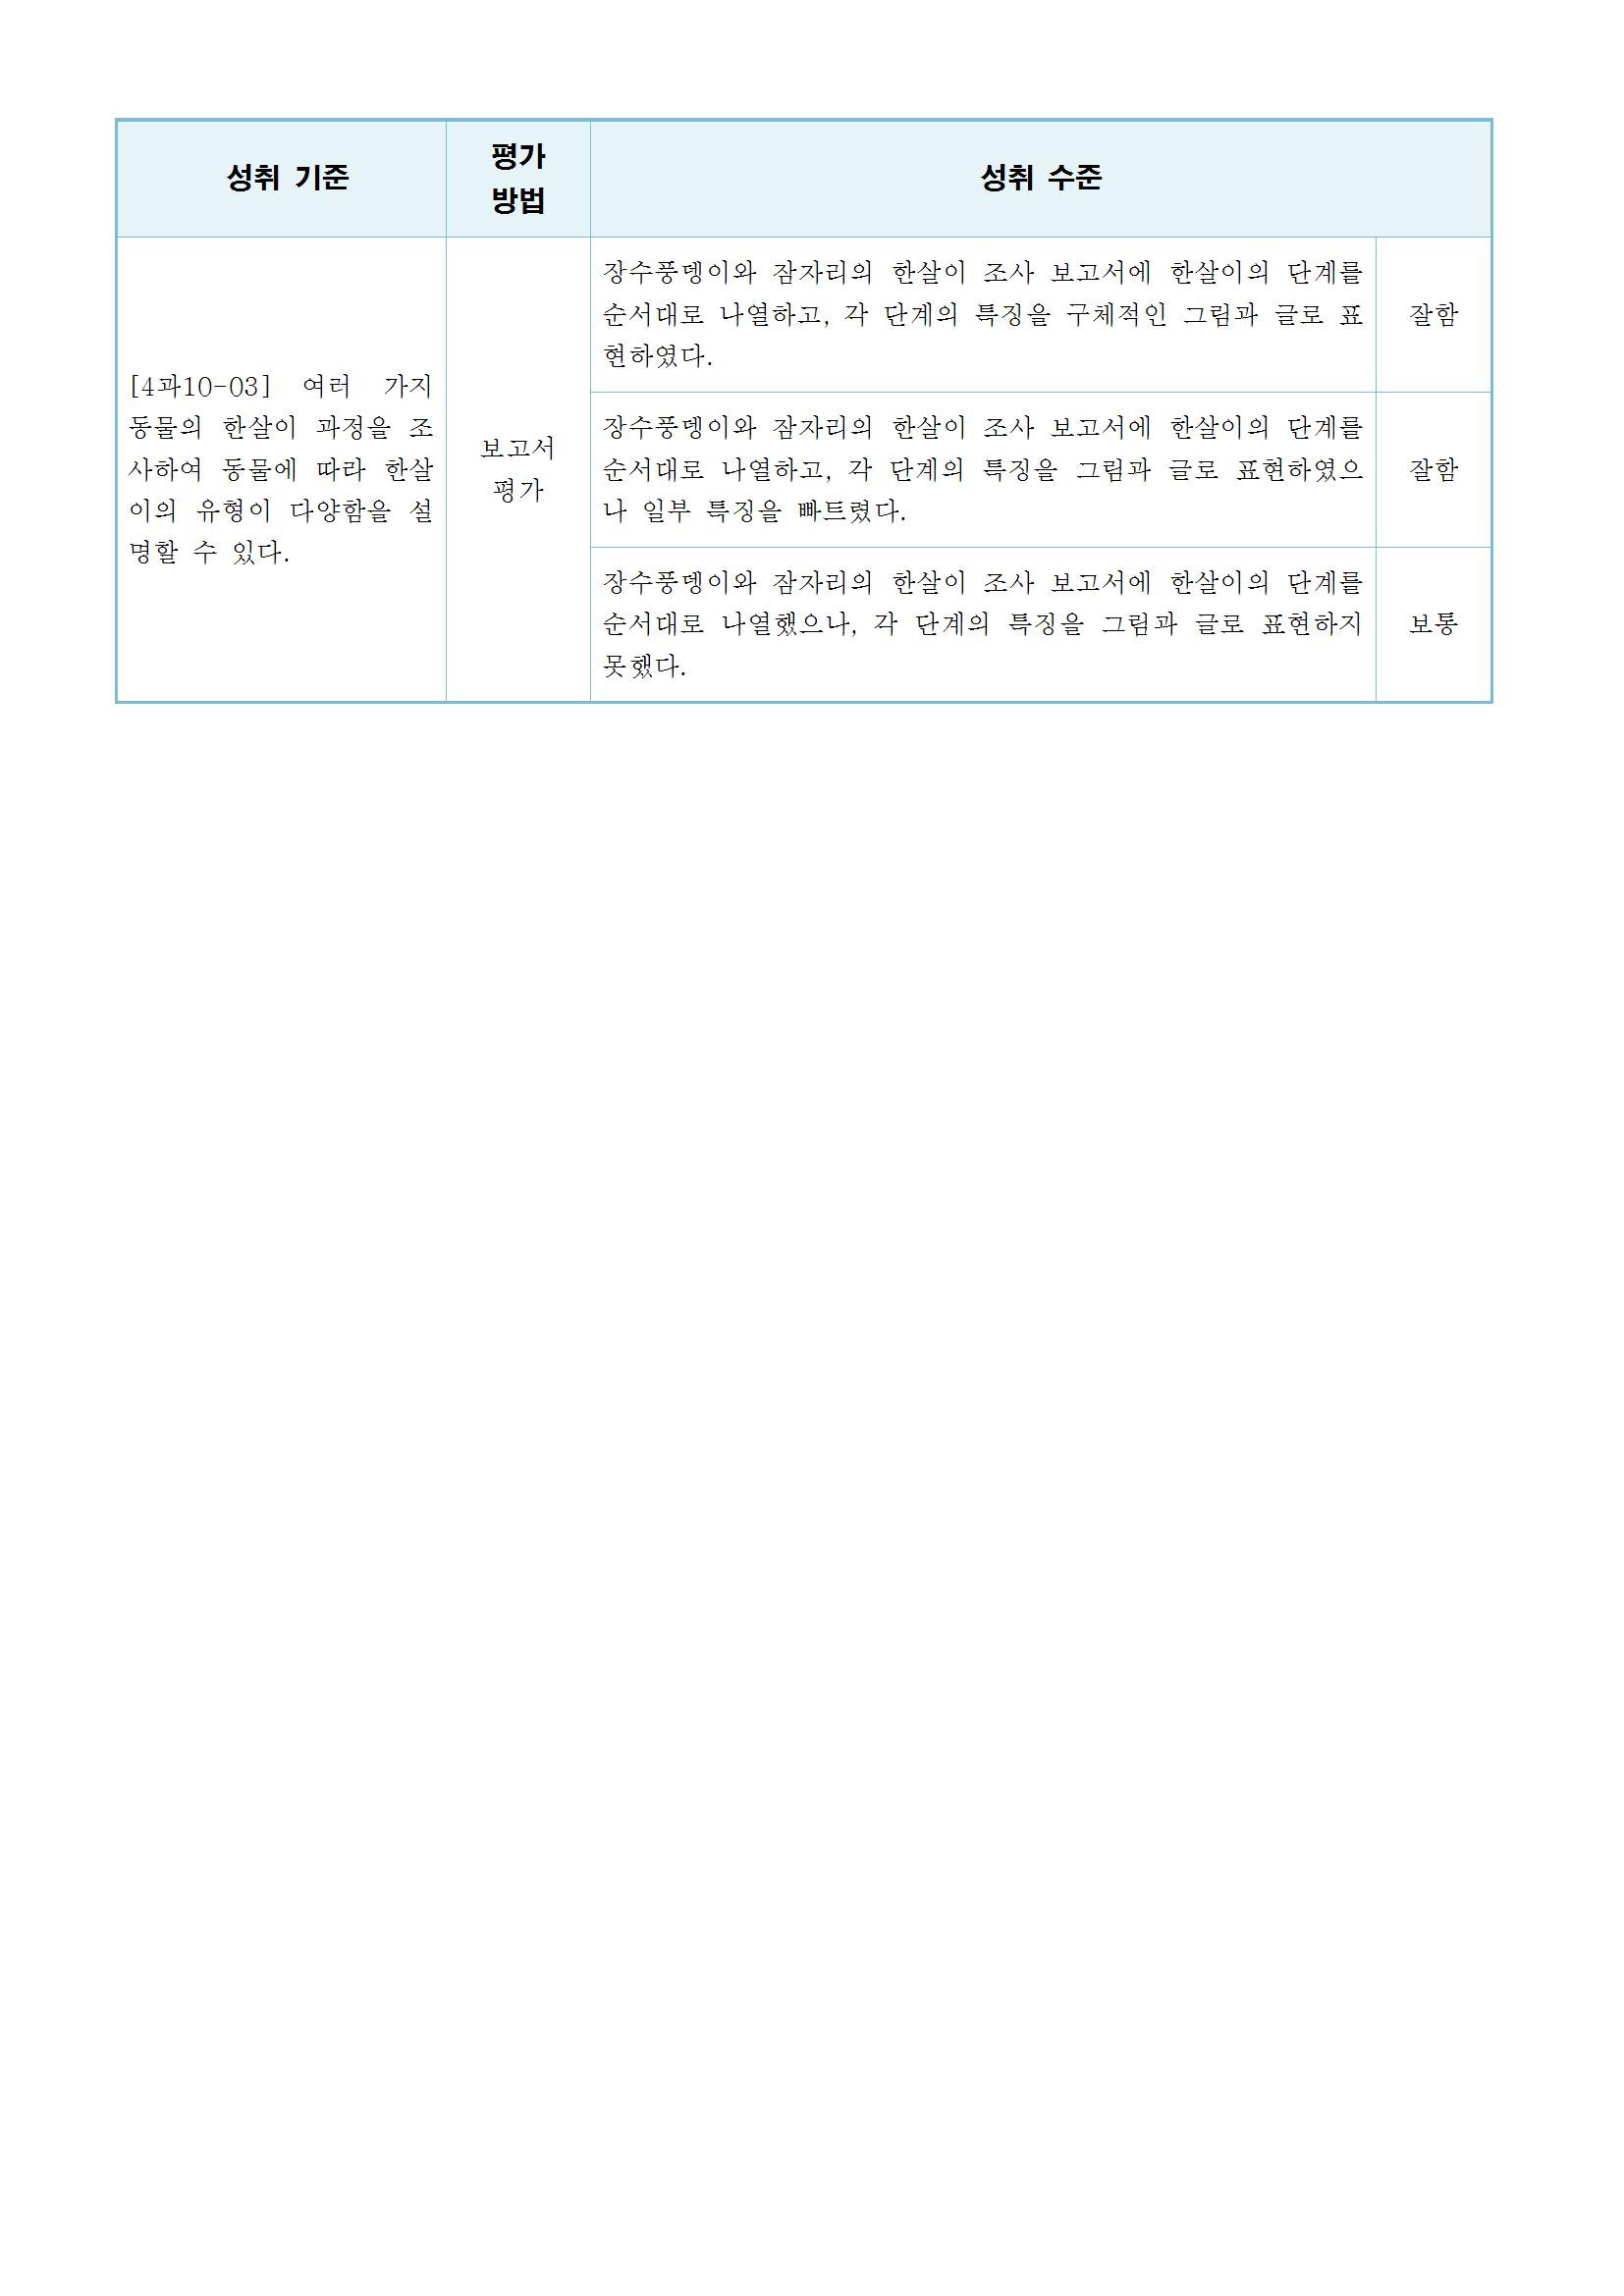 성취 기준
평가
방법
성취 수준
[4과10-03] 여러 가지
동물의 한살이 과정을 조
사하여 동물에 따라 한살
이의 유형이 다양함을 설
명할 수 있다.
보고서
평가
장수풍뎅이와 잠자리의 한살이 조사 보고서에 한살이의 단계를
순서대로 나열하고, 각 단계의 특징을 구체적인 그림과 글로 표
현하였다.
잘함
장수풍뎅이와 잠자리의 한살이 조사 보고서에 한살이의 단계를
순서대로 나열하고, 각 단계의 특징을 그림과 글로 표현하였으
나 일부 특징을 빠트렸다.
잘함
장수풍뎅이와 잠자리의 한살이 조사 보고서에 한살이의 단계를
순서대로 나열했으나, 각 단계의 특징을 그림과 글로 표현하지
못했다.
보통